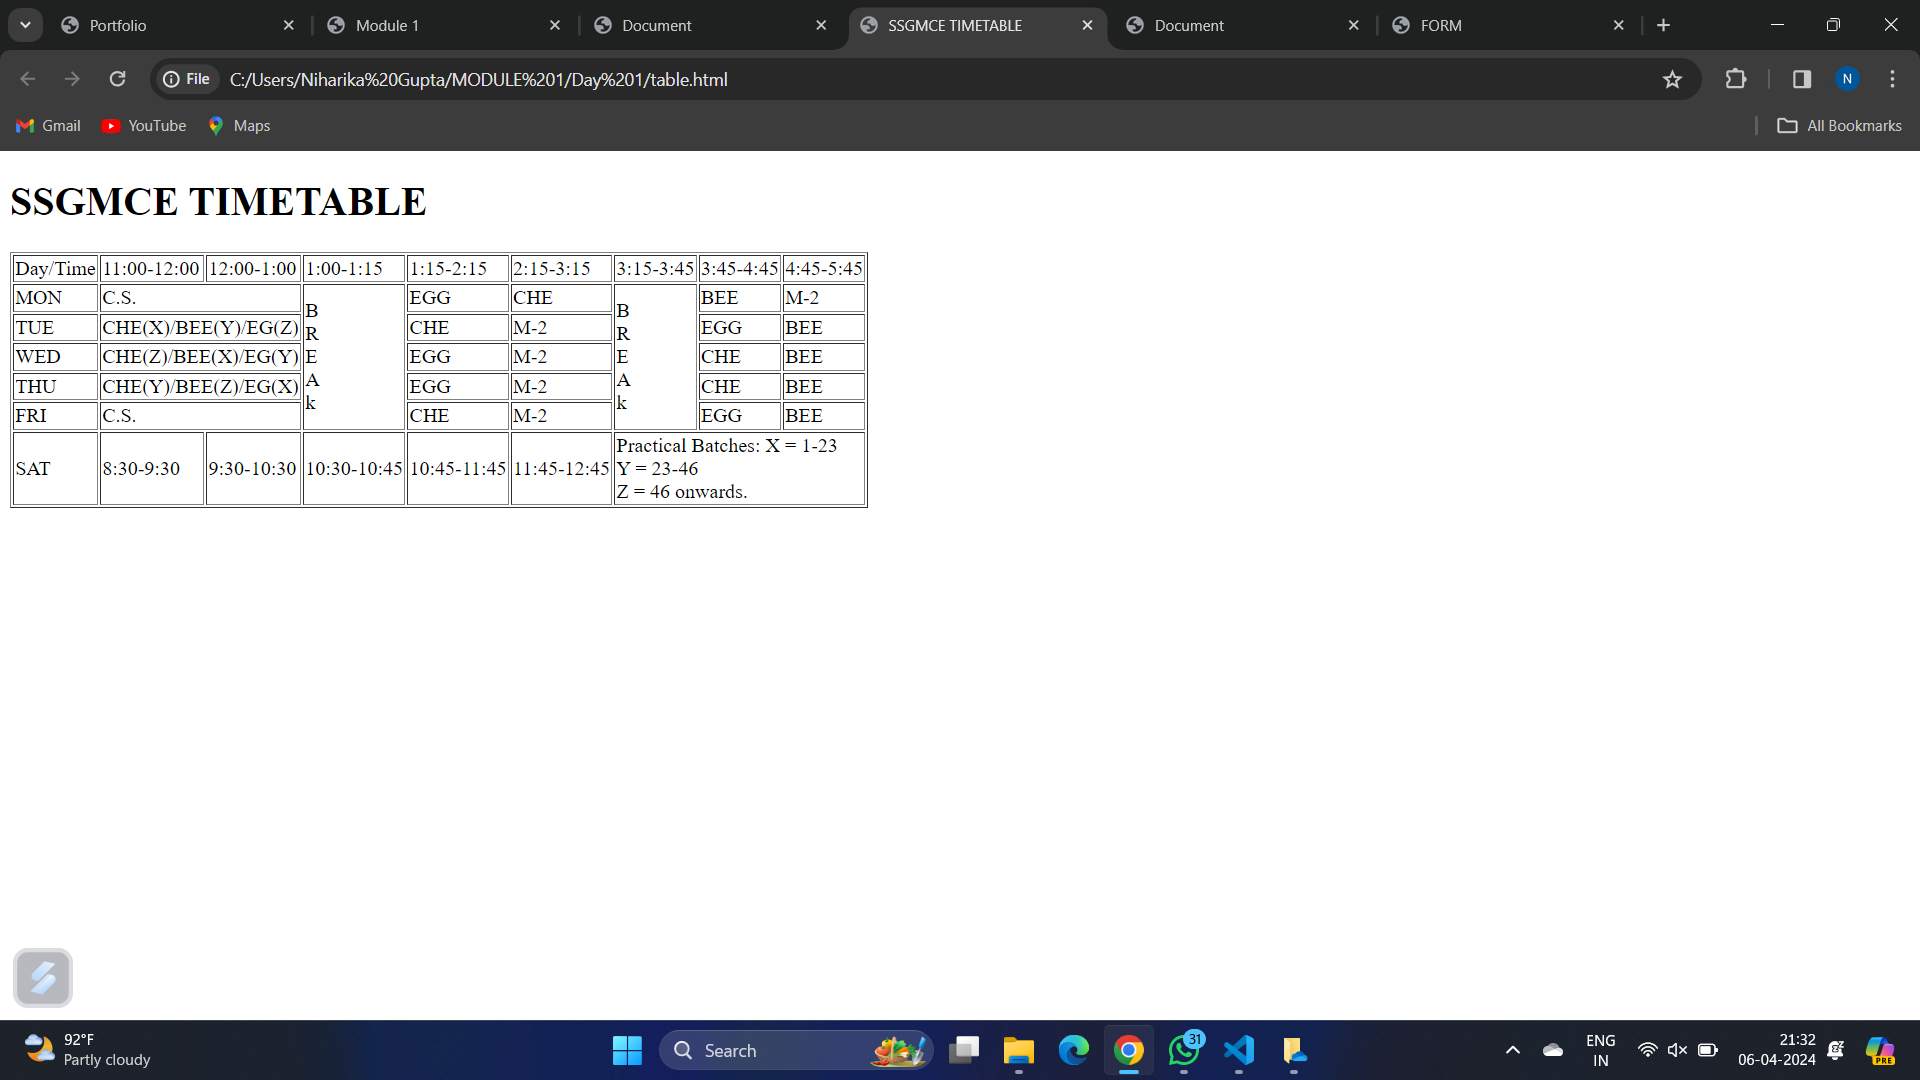 Portfolio
Module 1
Document
SSGMCE TIMETABLE
Document
FORM
File C:/Users/Niharika%20Gupta/MODULE%201/Day%201/table.html
N
Gmail YouTube Maps
All Bookmarks
SSGMCE TIMETABLE
Day/Time 11:00-12:00 12:00-1:00 1:00-1:15 1:15-2:15 2:15-3:15 3:15-3:45 3:45-4:45 4:45-5:45
MON C.S. B R E A k EGG CHE B R E A k BEE M-2
TUE CHE(X)/BEE(Y)/EG(Z) CHE M-2 EGG BEE
WED CHE(Z)/BEE(X)/EG(Y) EGG M-2 CHE BEE
THU CHE(Y)/BEE(Z)/EG(X) EGG M-2 CHE BEE
FRI C.S. CHE M-2 EGG BEE
SAT 8:30-9:30 9:30-10:30 10:30-10:45 10:45-11:45 11:45-12:45 Practical Batches: X = 1-23
Y = 23-46
Z = 46 onwards.
92°F
Partly cloudy
Search
31
ENG
IN
21:32
06-04-2024
PRE